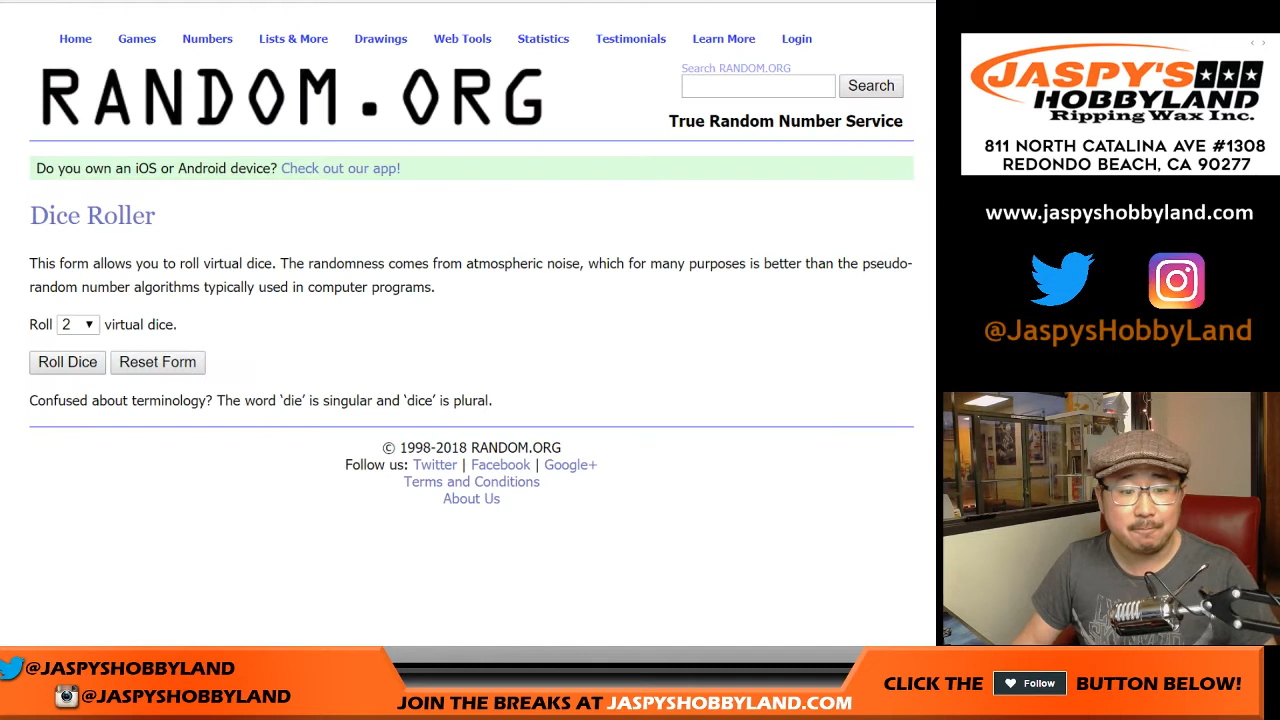 Home Games Numbers Lists & More Drawings Web Tools Statistics Testimonials Learn More Login
RANDOM.ORG
Search RANDOM.ORG
Search
True Random Number Service
Do you own an iOS or Android device? Check out our app!
Dice Roller
This form allows you to roll virtual dice. The randomness comes from atmospheric noise, which for many purposes is better than the pseudo-
random number algorithms typically used in computer programs.
Roll 2 virtual dice.
Roll Dice Reset Form
Confused about terminology? The word ‘die’ is singular and ‘dice’ is plural.
© 1998-2018 RANDOM.ORG
Follow us: Twitter | Facebook | Google+
Terms and Conditions
About Us
JASPY'S
HOBBYLAND
Ripping Wax Inc.
811 NORTH CATALINA AVE #1308
REDONDO BEACH, CA 90277
www.jaspyshobbyland.com
@JaspysHobbyLand
@JASPYSHOBBYLAND
@JASPYSHOBBYLAND
JOIN THE BREAKS AT JASPYSHOBBYLAND.COM
CLICK THE Follow BUTTON BELOW!